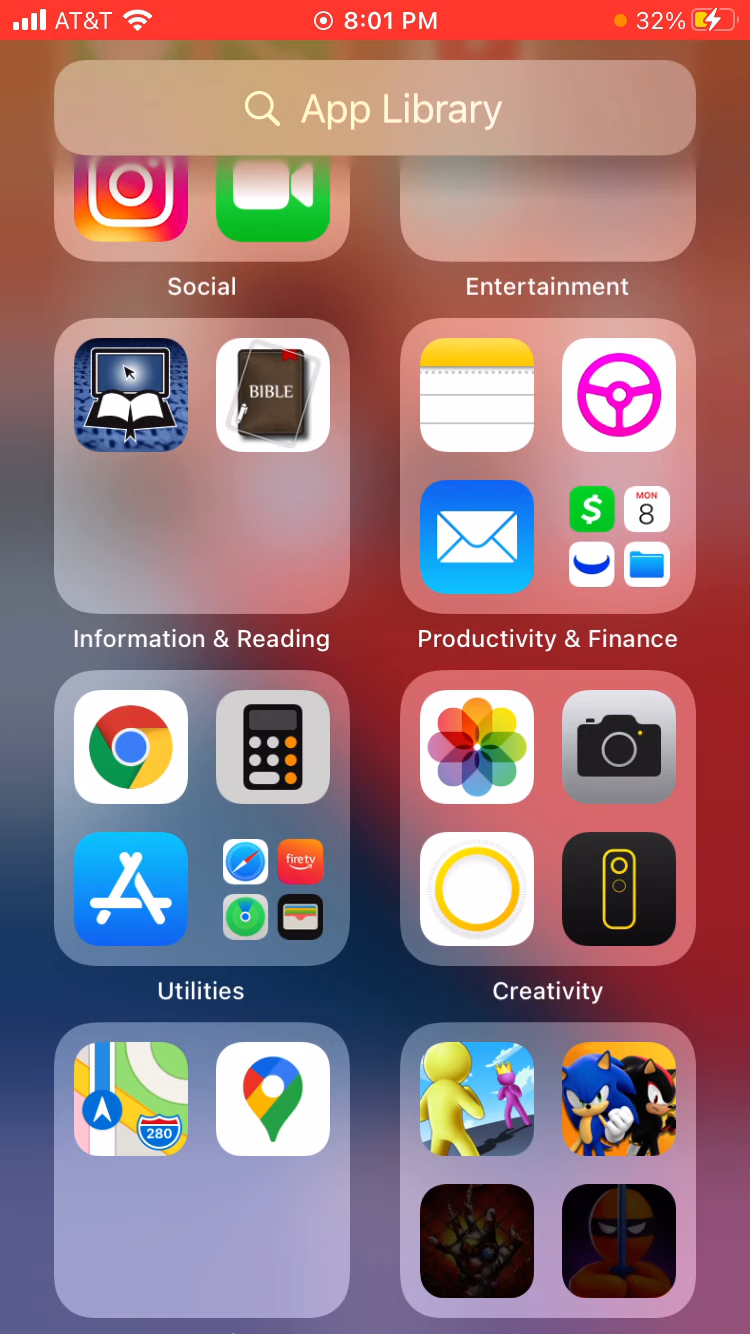 AT&T 8:01 PM 32%
App Library
Social Entertainment
BIBLE
MON
$ 8
Information & Reading Productivity & Finance
firetv
Utilities Creativity
280